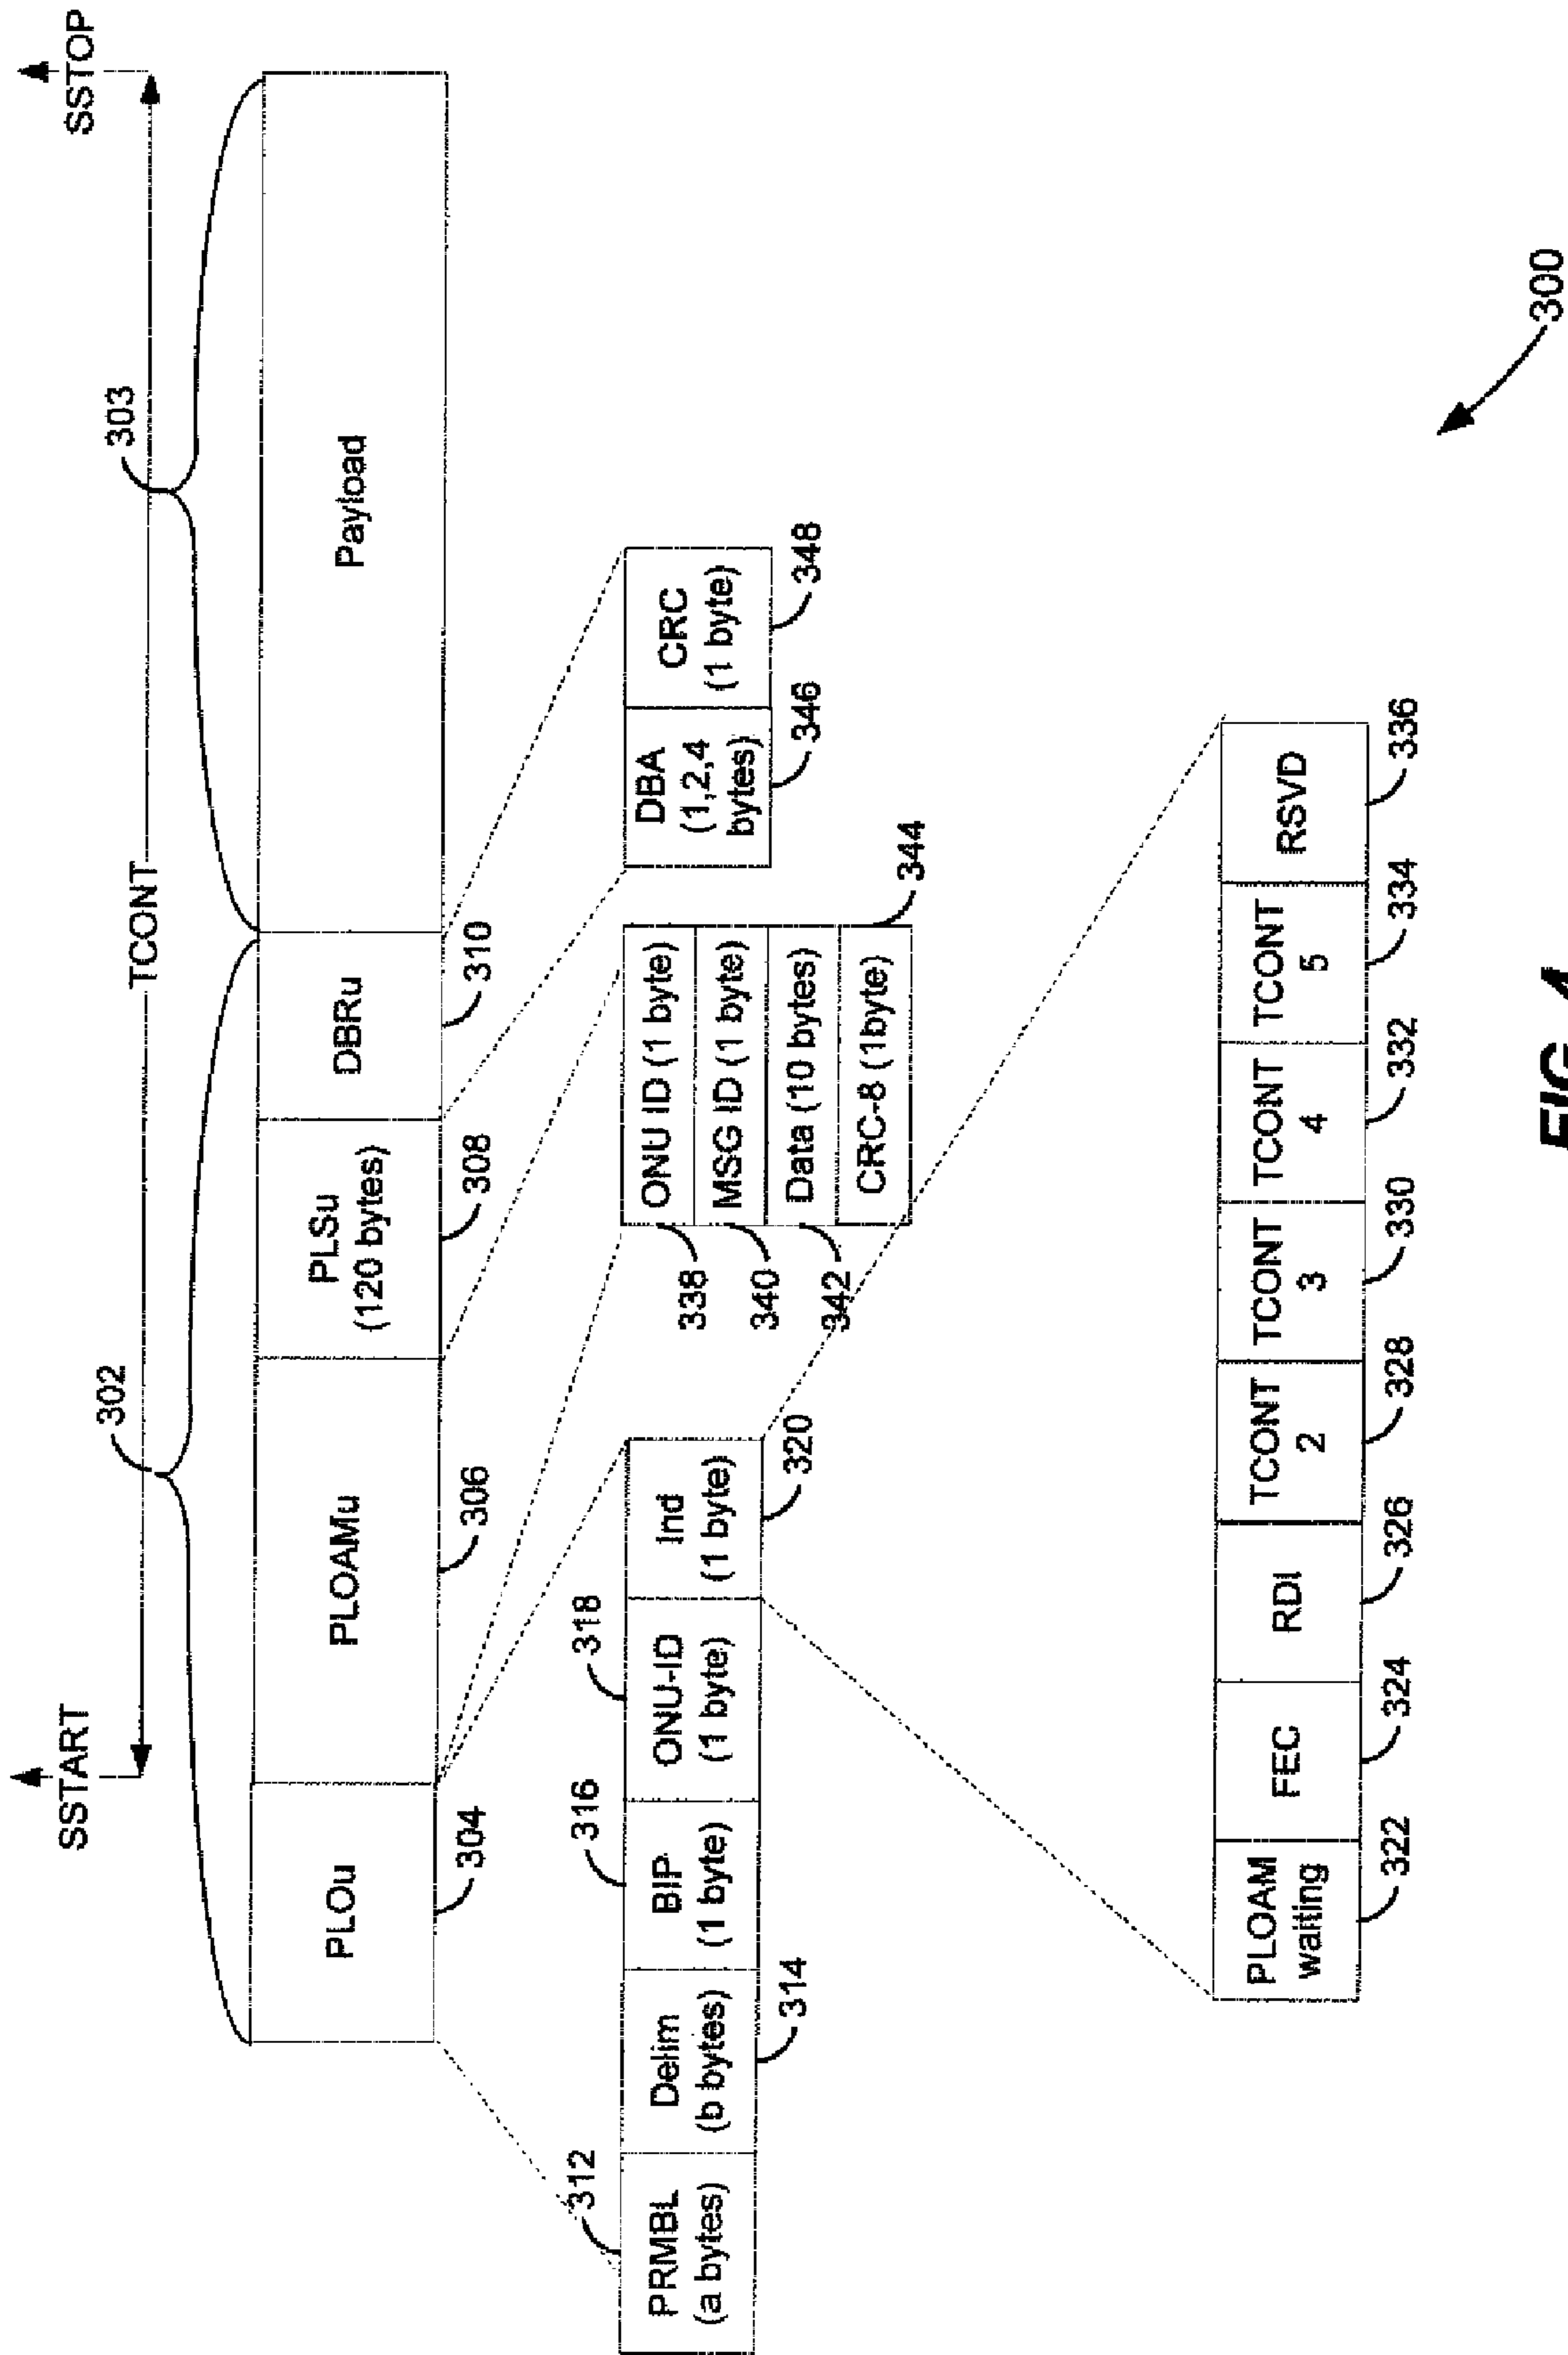 SSTART
SSTOP
TCONT
302
303
PLOu
PLOAMu
PLSu
(120 bytes)
DBRu
Payload
304
306
308
310
312
316
318
PRMBL
(a bytes)
Delim
(b bytes)
BIP
(1 byte)
ONU-ID
(1 byte)
Ind
(1 byte)
314
320
ONU ID (1 byte)
MSG ID (1 byte)
Data (10 bytes)
CRC-8 (1byte)
338
340
342
344
DBA
(1,2,4
bytes)
CRC
(1 byte)
346
348
PLOAM
waiting
FEC
RDI
TCONT
2
TCONT
3
TCONT
4
TCONT
5
RSVD
322
324
326
328
330
332
334
336
300
FIG. 4